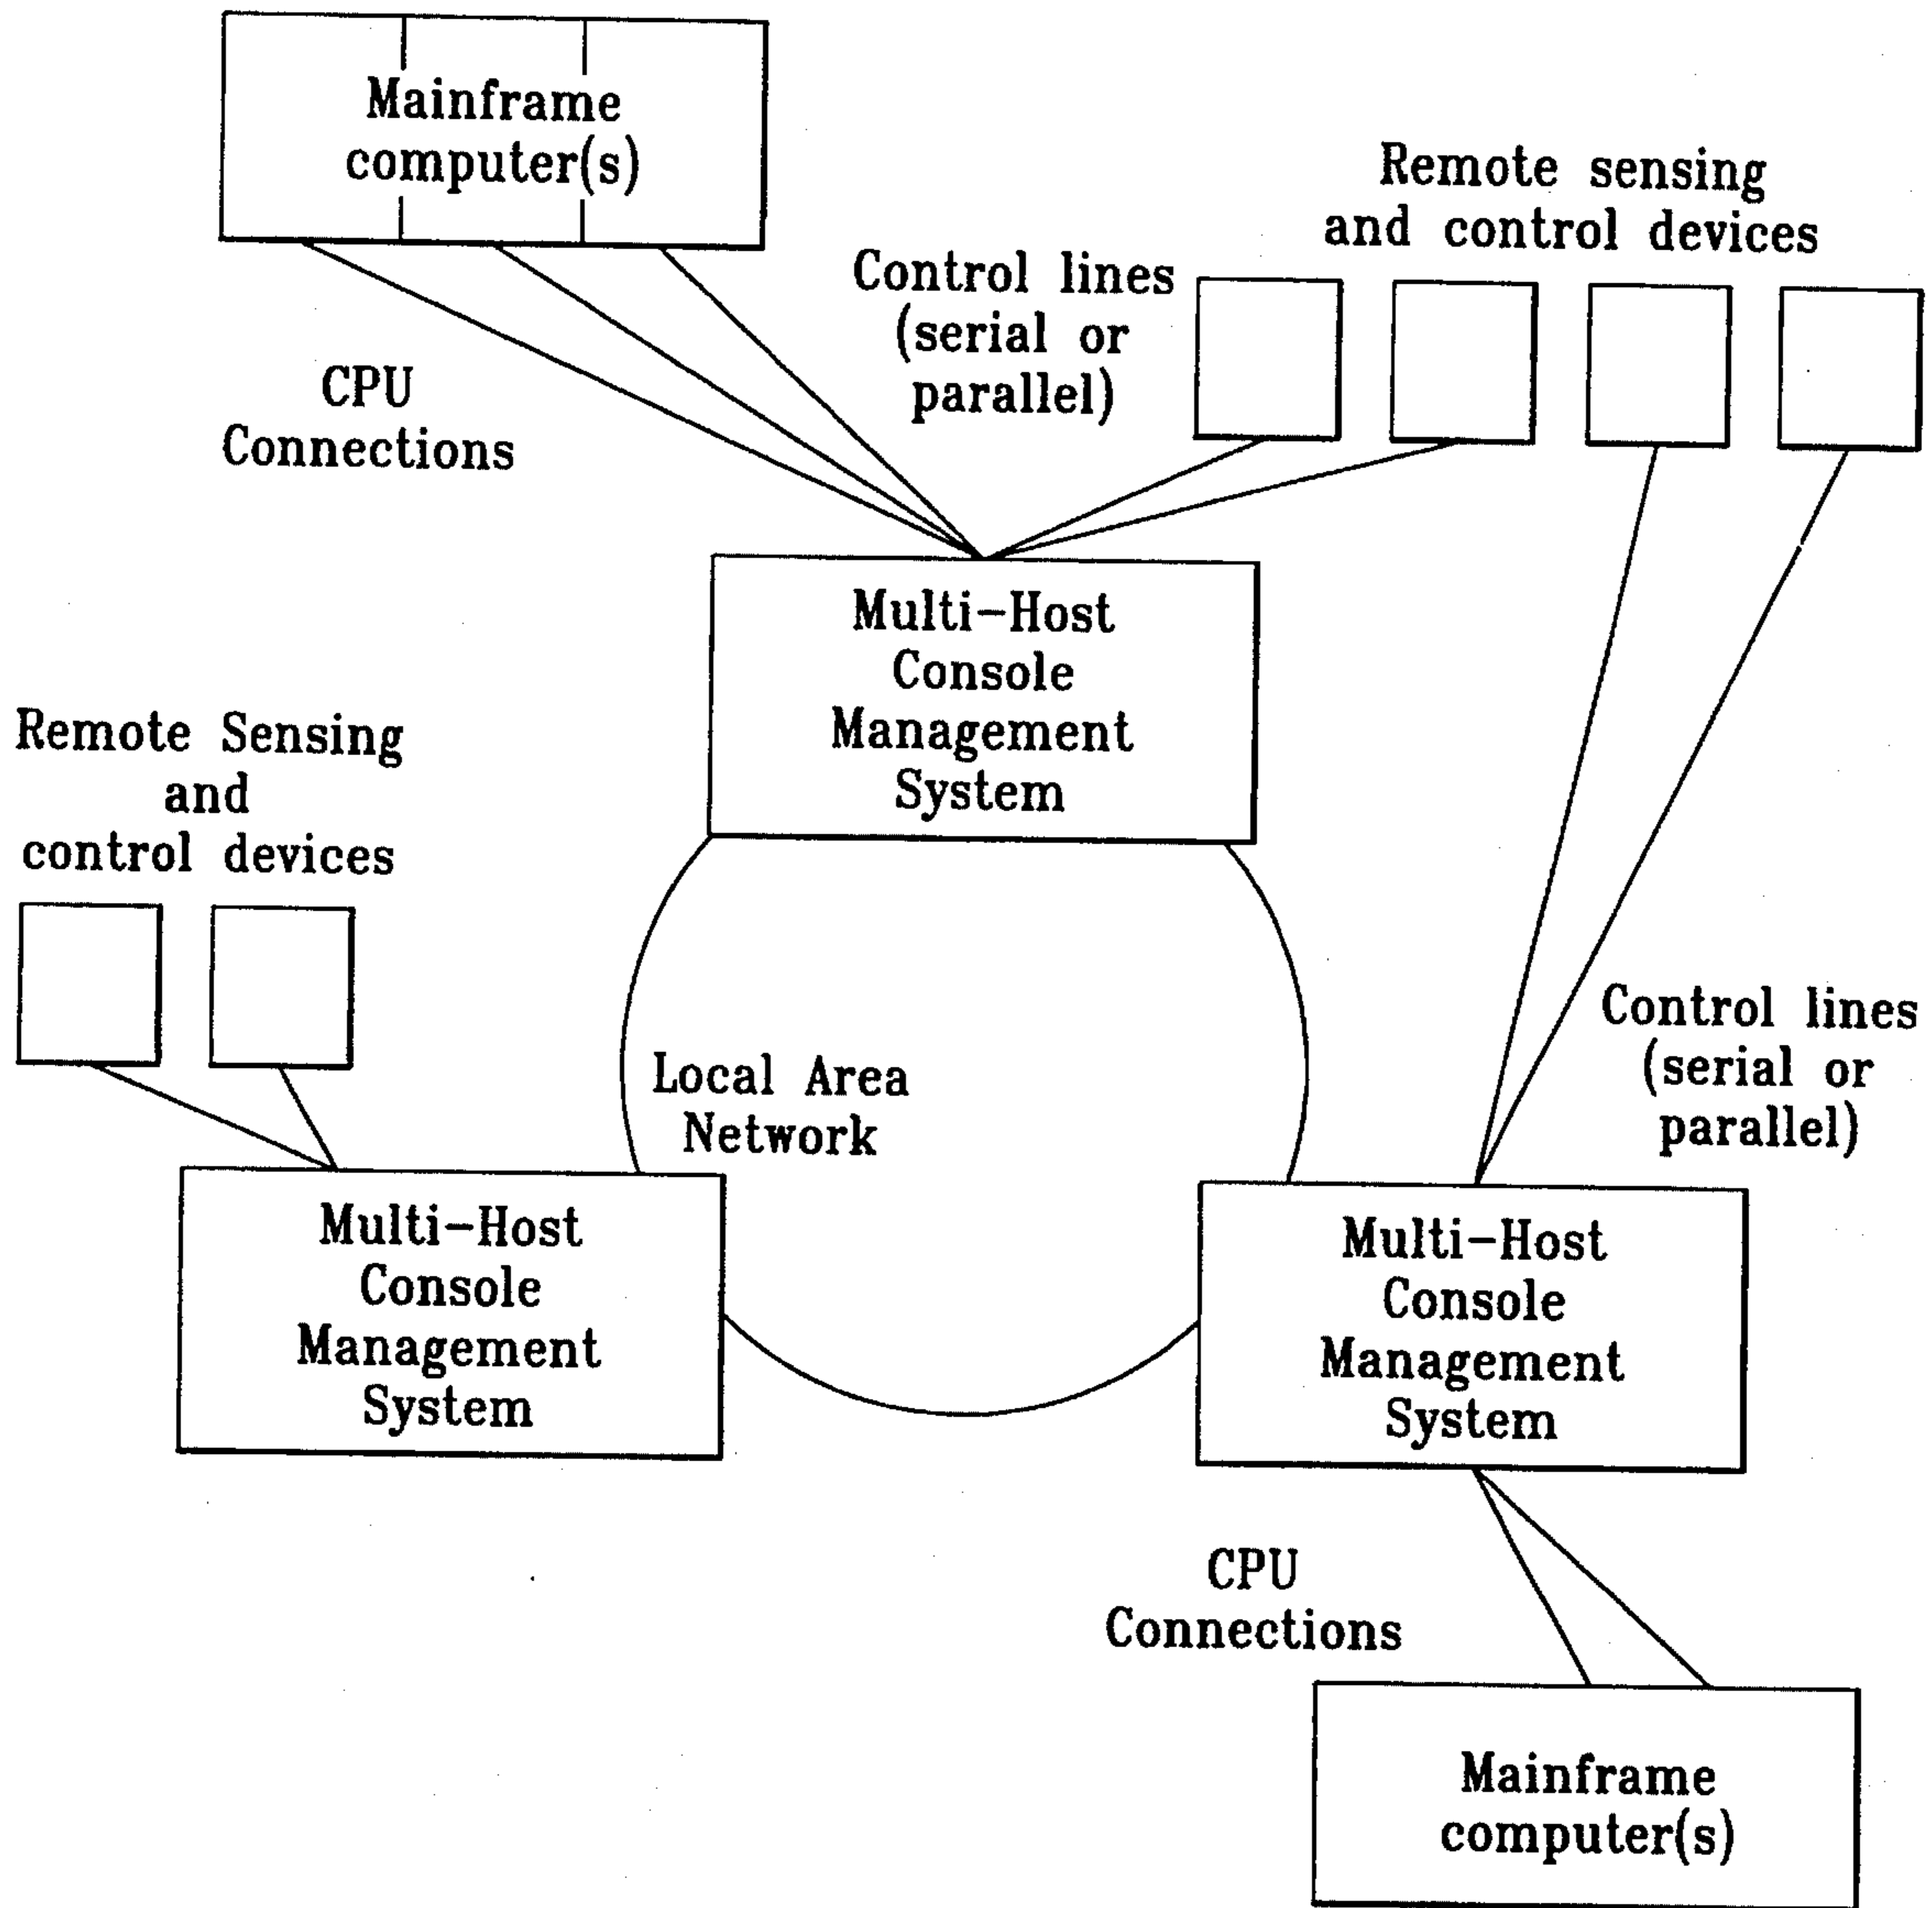 Mainframe
computer(s)
Remote sensing
and control devices
Control lines
(serial or
parallel)
CPU
Connections
Multi-Host
Console
Management
System
Remote Sensing
and
control devices
Local Area
Network
Control lines
(serial or
parallel)
Multi-Host
Console
Management
System
Multi-Host
Console
Management
System
CPU
Connections
Mainframe
computer(s)